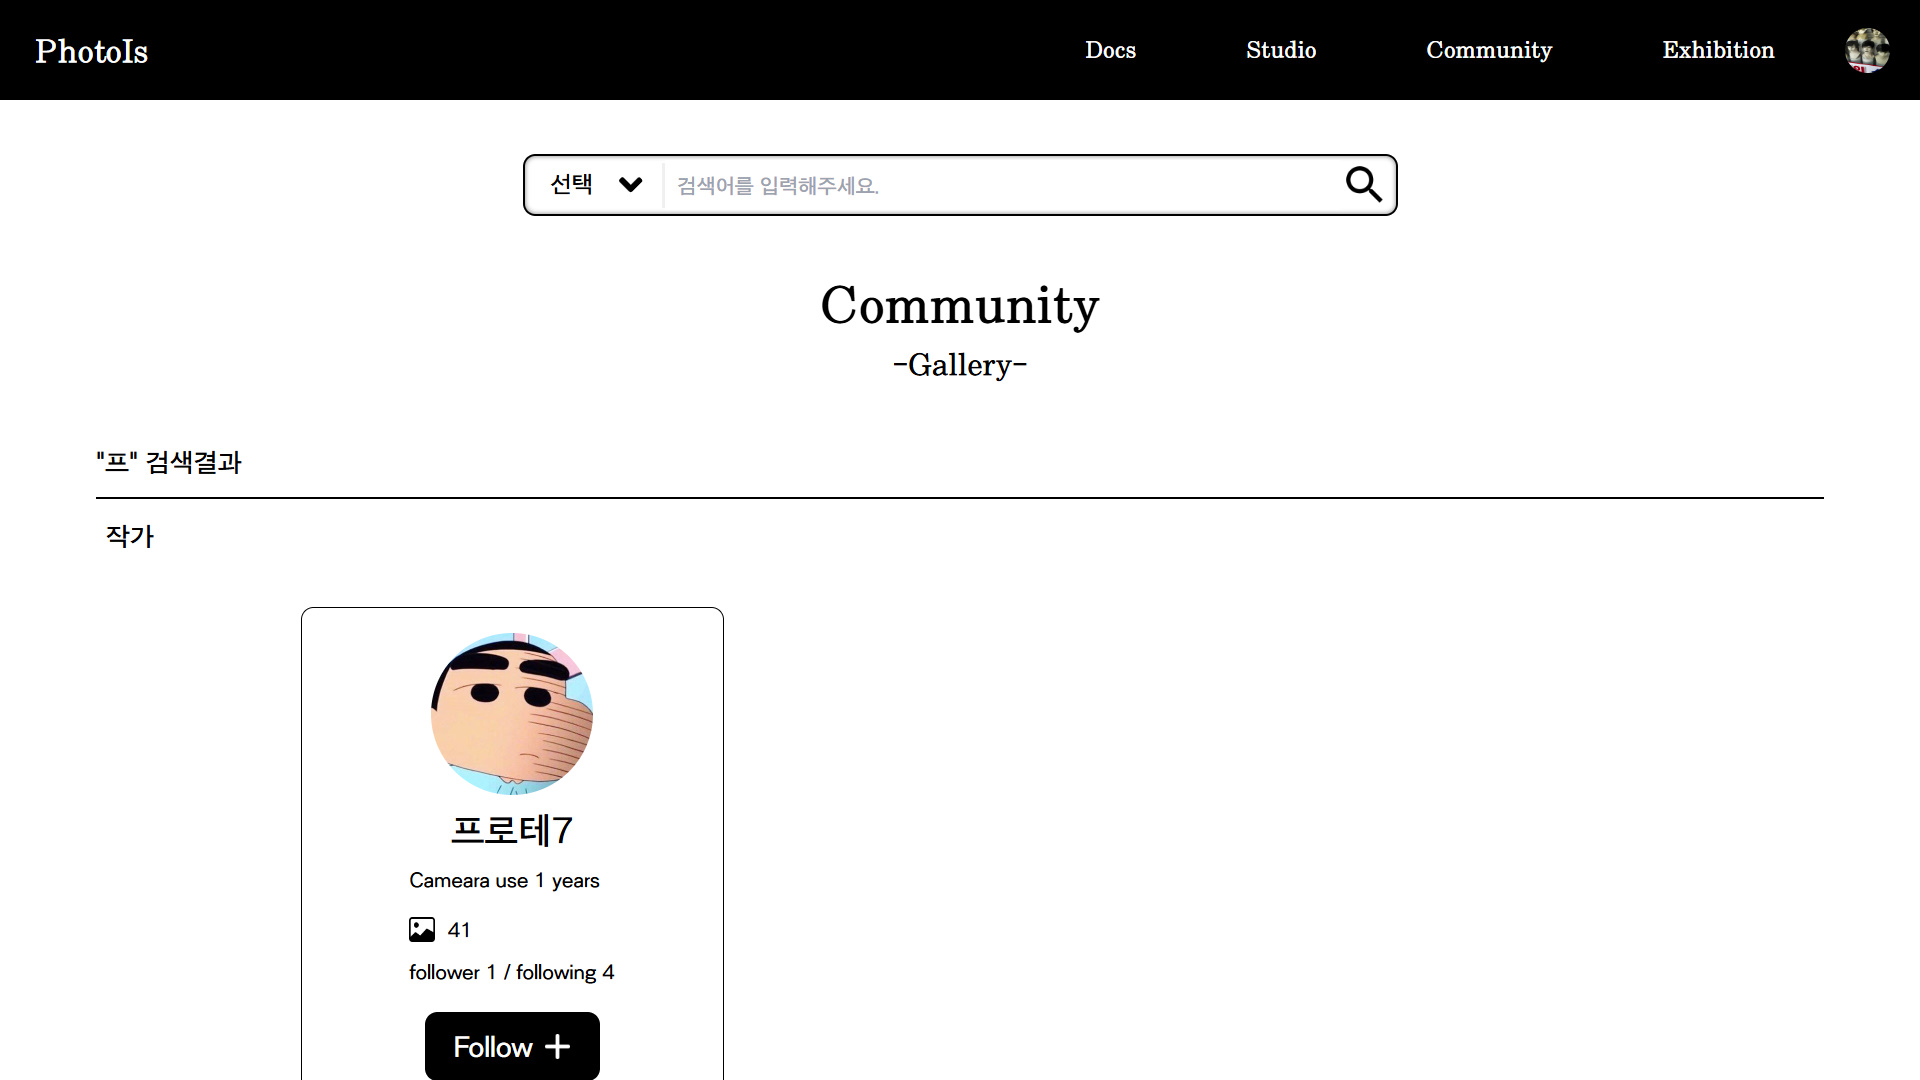 PhotoIs
Docs
Studio
Community
Exhibition
선택
검색어를 입력해주세요.
Community
-Gallery-
"프" 검색결과
작가
프로테7
Cameara use 1 years
41
follower 1 / following 4
Follow +